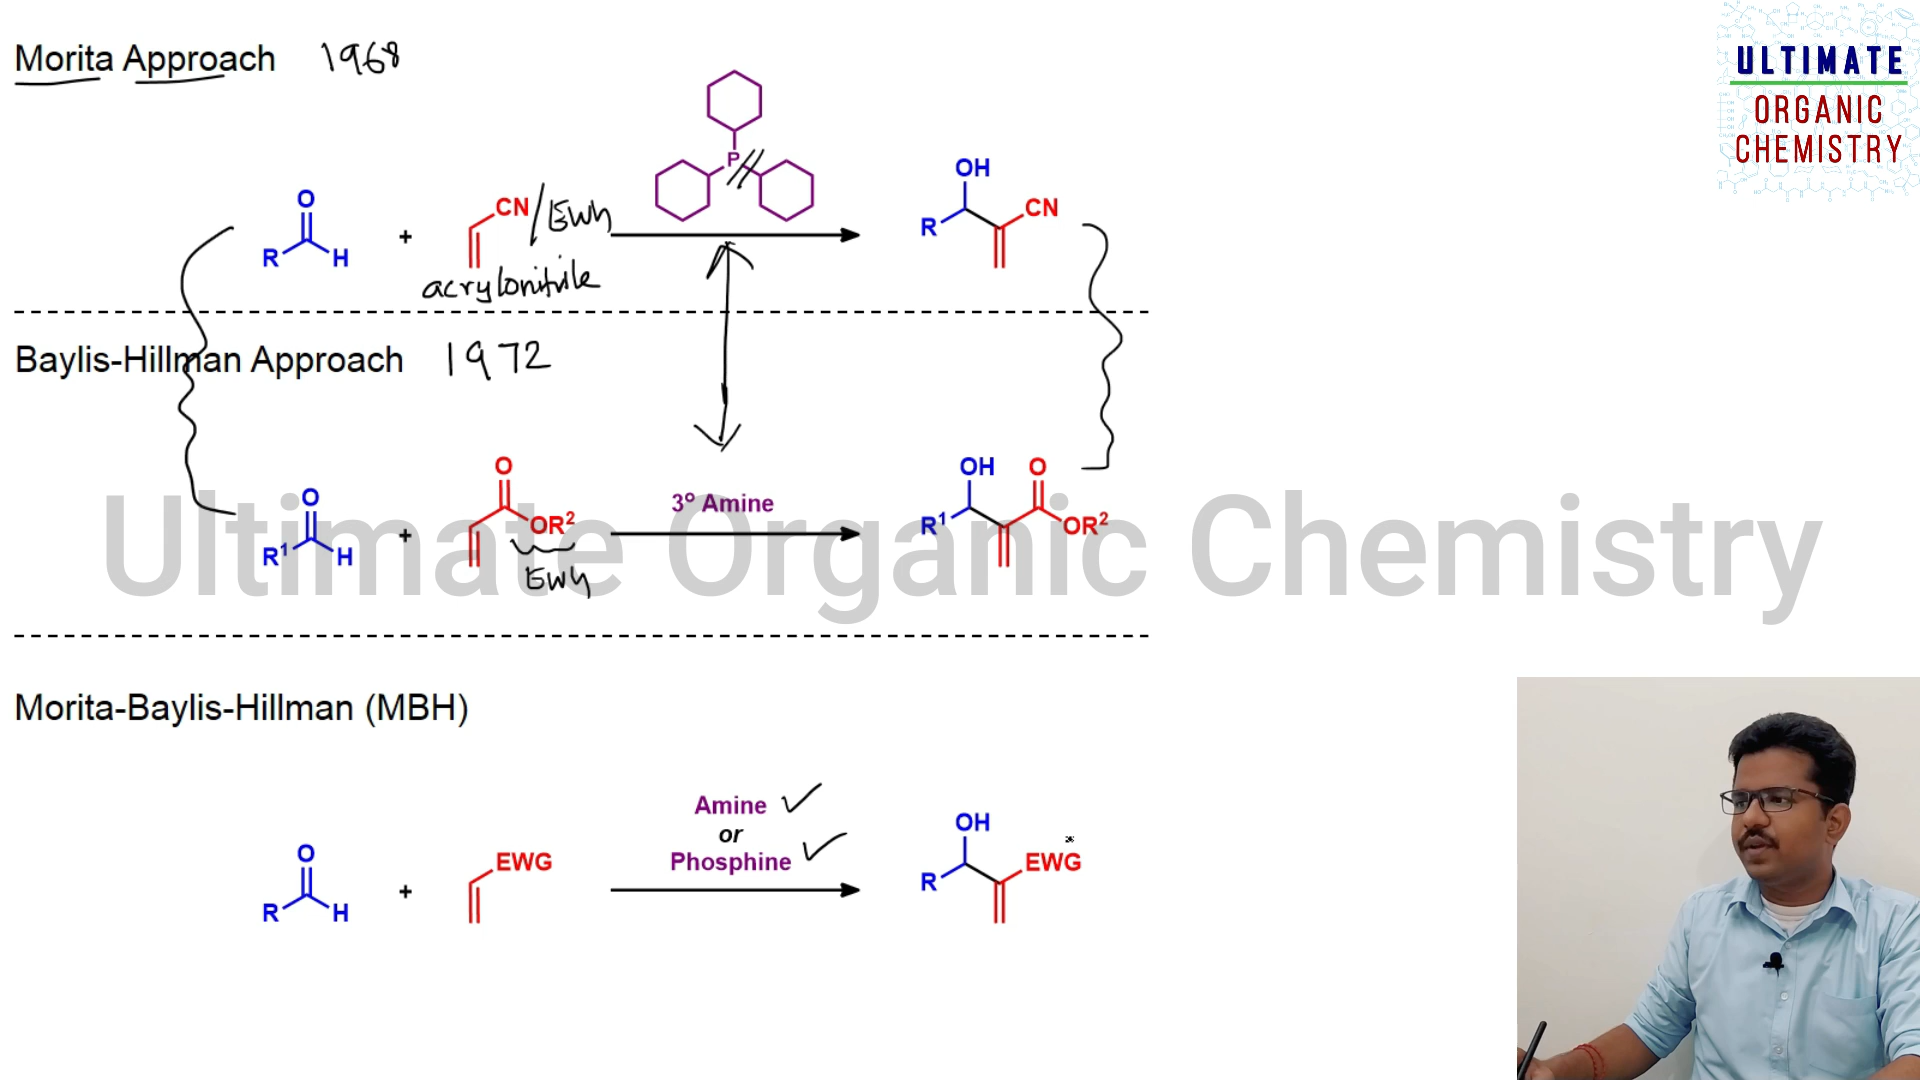 Morita Approach 1968
ULTIMATE
ORGANIC
CHEMISTRY
P
O
R H
+
CN / EWG
acrylonitrile
OH
R CN
Baylis-Hillman Approach 1972
O
R¹ H
+
O
OR²
EWG
3° Amine
OH O
R¹ OR²
Ultimate Organic Chemistry
Morita-Baylis-Hillman (MBH)
O
R H
+
EWG
Amine
or
Phosphine
OH
R EWG